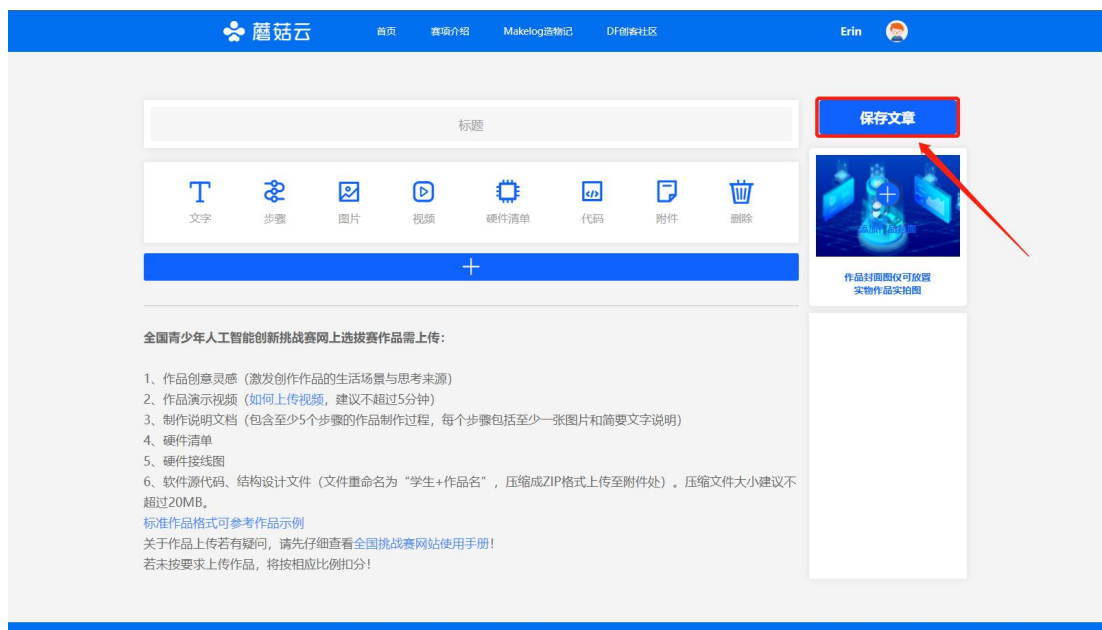 蘑菇云
首页 赛项介绍 Makelog造物记 DF创客社区 Erin
标题
保存文章
文字 步骤 图片 视频 硬件清单 代码 附件 删除
添加作品封面
作品封面图仅可放置
实物作品实拍图
全国青少年人工智能创新挑战赛网上选拔赛作品需上传：
1、作品创意灵感（激发创作作品的生活场景与思考来源）
2、作品演示视频（如何上传视频，建议不超过5分钟）
3、制作说明文档（包含至少5个步骤的作品制作过程，每个步骤包括至少一张图片和简要文字说明）
4、硬件清单
5、硬件接线图
6、软件源代码、结构设计文件（文件重命名为“学生+作品名”，压缩成ZIP格式上传至附件处）。压缩文件大小建议不
超过20MB。
标准作品格式可参考作品示例
关于作品上传若有疑问，请先仔细查看全国挑战赛网站使用手册！
若未按要求上传作品，将按相应比例扣分！